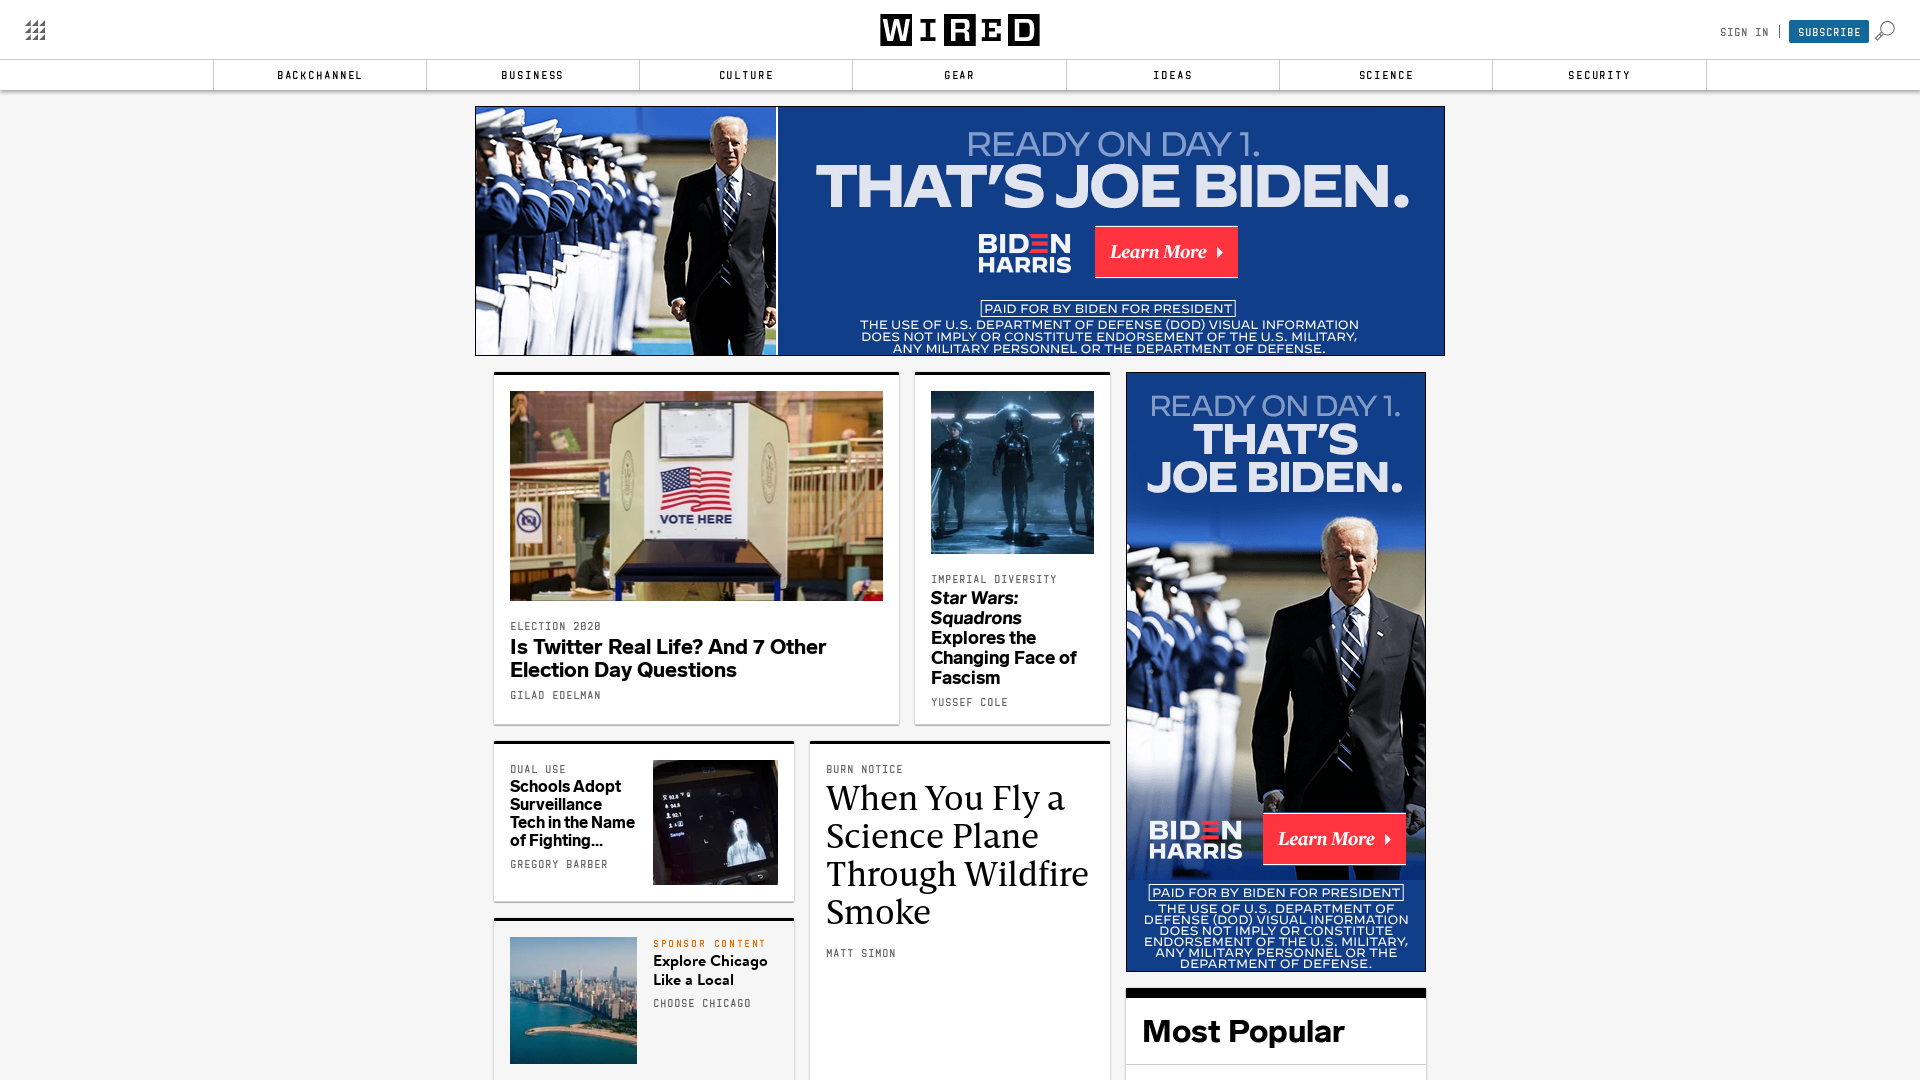 WIRED
SIGN IN
SUBSCRIBE
BACKCHANNEL
BUSINESS
CULTURE
GEAR
IDEAS
SCIENCE
SECURITY
READY ON DAY 1.
THAT'S JOE BIDEN.
BIDEN
HARRIS
Learn More
PAID FOR BY BIDEN FOR PRESIDENT
THE USE OF U.S. DEPARTMENT OF DEFENSE (DOD) VISUAL INFORMATION
DOES NOT IMPLY OR CONSTITUTE ENDORSEMENT OF THE U.S. MILITARY,
ANY MILITARY PERSONNEL OR THE DEPARTMENT OF DEFENSE.
VOTE HERE
ELECTION 2020
Is Twitter Real Life? And 7 Other
Election Day Questions
GILAD EDELMAN
IMPERIAL DIVERSITY
Star Wars:
Squadrons
Explores the
Changing Face of
Fascism
YUSSEF COLE
READY ON DAY 1.
THAT'S
JOE BIDEN.
BIDEN
HARRIS
Learn More
PAID FOR BY BIDEN FOR PRESIDENT
THE USE OF U.S. DEPARTMENT OF
DEFENSE (DOD) VISUAL INFORMATION
DOES NOT IMPLY OR CONSTITUTE
ENDORSEMENT OF THE U.S. MILITARY,
ANY MILITARY PERSONNEL OR THE
DEPARTMENT OF DEFENSE.
DUAL USE
Schools Adopt
Surveillance
Tech in the Name
of Fighting...
GREGORY BARBER
BURN NOTICE
When You Fly a
Science Plane
Through Wildfire
Smoke
MATT SIMON
SPONSOR CONTENT
Explore Chicago
Like a Local
CHOOSE CHICAGO
Most Popular